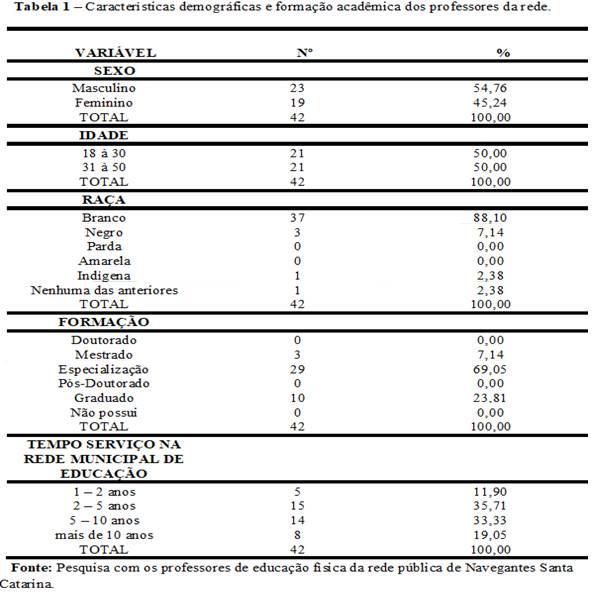 Tabela 1 – Características demográficas e formação acadêmica dos professores da rede.
VARIÁVEL Nº %
SEXO
Masculino 23 54,76
Feminino 19 45,24
TOTAL 42 100,00
IDADE
18 à 30 21 50,00
31 à 50 21 50,00
TOTAL 42 100,00
RAÇA
Branco 37 88,10
Negro 3 7,14
Parda 0 0,00
Amarela 0 0,00
Indígena 1 2,38
Nenhuma das anteriores 1 2,38
TOTAL 42 100,00
FORMAÇÃO
Doutorado 0 0,00
Mestrado 3 7,14
Especialização 29 69,05
Pós-Doutorado 0 0,00
Graduado 10 23,81
Não possui 0 0,00
TOTAL 42 100,00
TEMPO SERVIÇO NA
REDE MUNICIPAL DE
EDUCAÇÃO
1 – 2 anos 5 11,90
2 – 5 anos 15 35,71
5 – 10 anos 14 33,33
mais de 10 anos 8 19,05
TOTAL 42 100,00
Fonte: Pesquisa com os professores de educação física da rede pública de Navegantes Santa
Catarina.